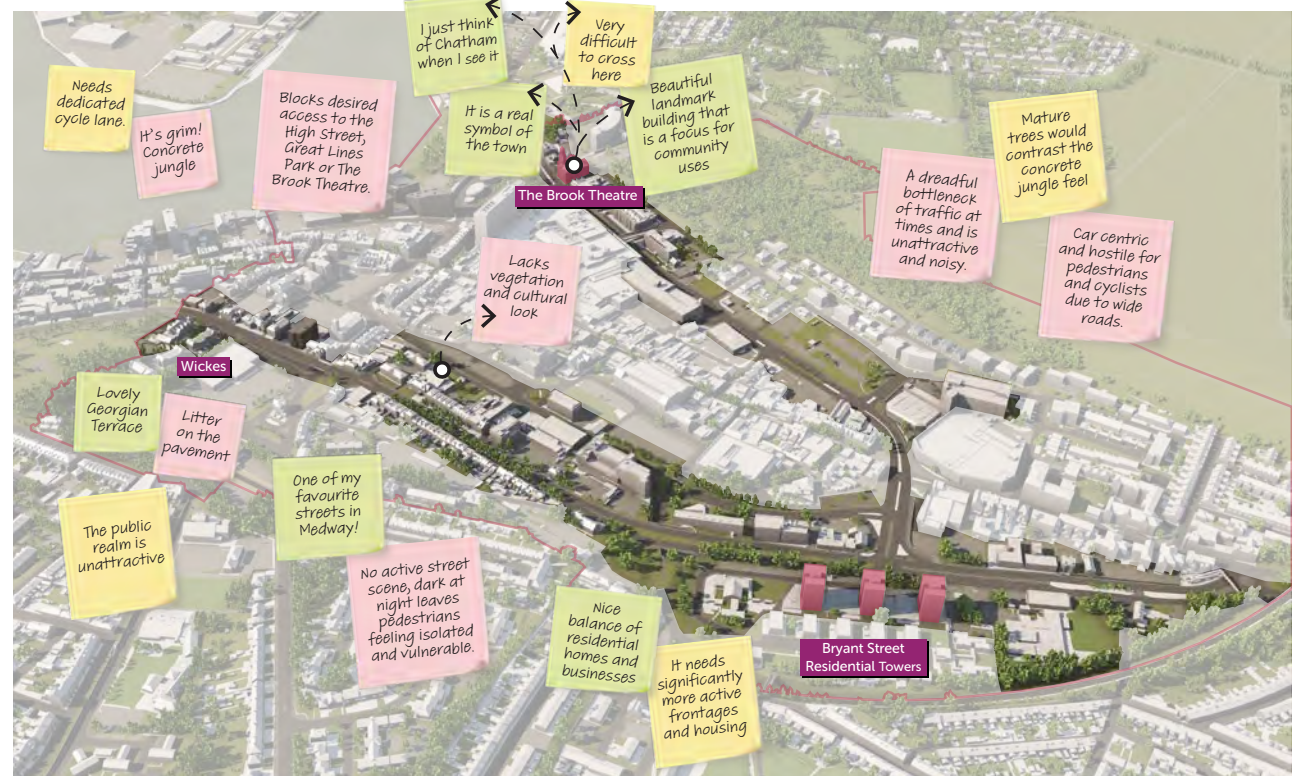 I just think
of Chatham
when I see it
Very
difficult
to cross
here
Needs
dedicated
cycle lane.
It's grim!
Concrete
jungle
Blocks desired
access to the
High Street,
Great Lines
Park or The
Brook Theatre.
It is a real
symbol of
the town
Beautiful
landmark
building that
is a focus for
community
uses
Mature
trees would
contrast the
concrete
jungle feel
A dreadful
bottleneck
of traffic at
times and is
unattractive
and noisy.
Car centric
and hostile for
pedestrians
and cyclists
due to wide
roads.
The Brook Theatre
Lacks
vegetation
and cultural
look
Wickes
Lovely
Georgian
Terrace
Litter
on the
pavement
One of my
favourite
streets in
Medway!
The public
realm is
unattractive
No active street
scene, dark at
night leaves
pedestrians
feeling isolated
and vulnerable.
Nice
balance of
residential
homes and
businesses
It needs
significantly
more active
frontages
and housing
Bryant Street
Residential Towers